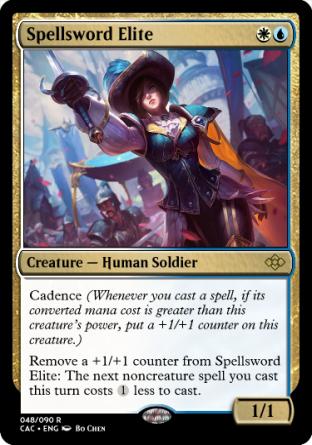 Spellsword Elite
Creature — Human Soldier
Cadence (Whenever you cast a spell, if its
converted mana cost is greater than this
creature's power, put a +1/+1 counter on this
creature.)
Remove a +1/+1 counter from Spellsword
Elite: The next noncreature spell you cast
this turn costs 1 less to cast.
1/1
048/090 R
CAC • ENG Bo Chen